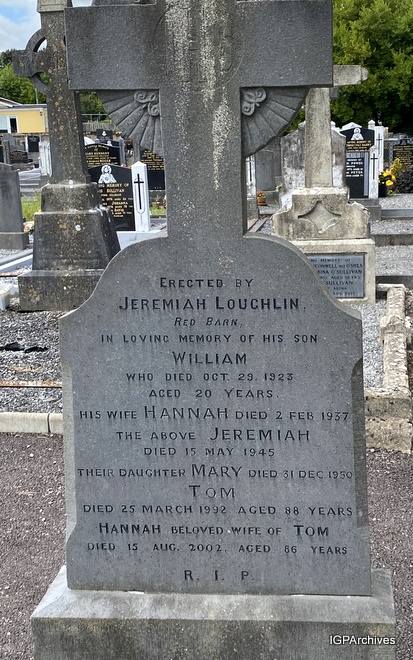 ERECTED BY
JEREMIAH LOUGHLIN,
RED BARN,
IN LOVING MEMORY OF HIS SON
WILLIAM
WHO DIED OCT. 29. 1923
AGED 20 YEARS.
HIS WIFE HANNAH DIED 2 FEB 1937
THE ABOVE JEREMIAH
DIED 15 MAY 1945
THEIR DAUGHTER MARY DIED 31 DEC 1950
TOM
DIED 25 MARCH 1992 AGED 88 YEARS
HANNAH BELOVED WIFE OF TOM
DIED 15 AUG. 2002. AGED 86 YEARS
R. I. P.
IGPArchives